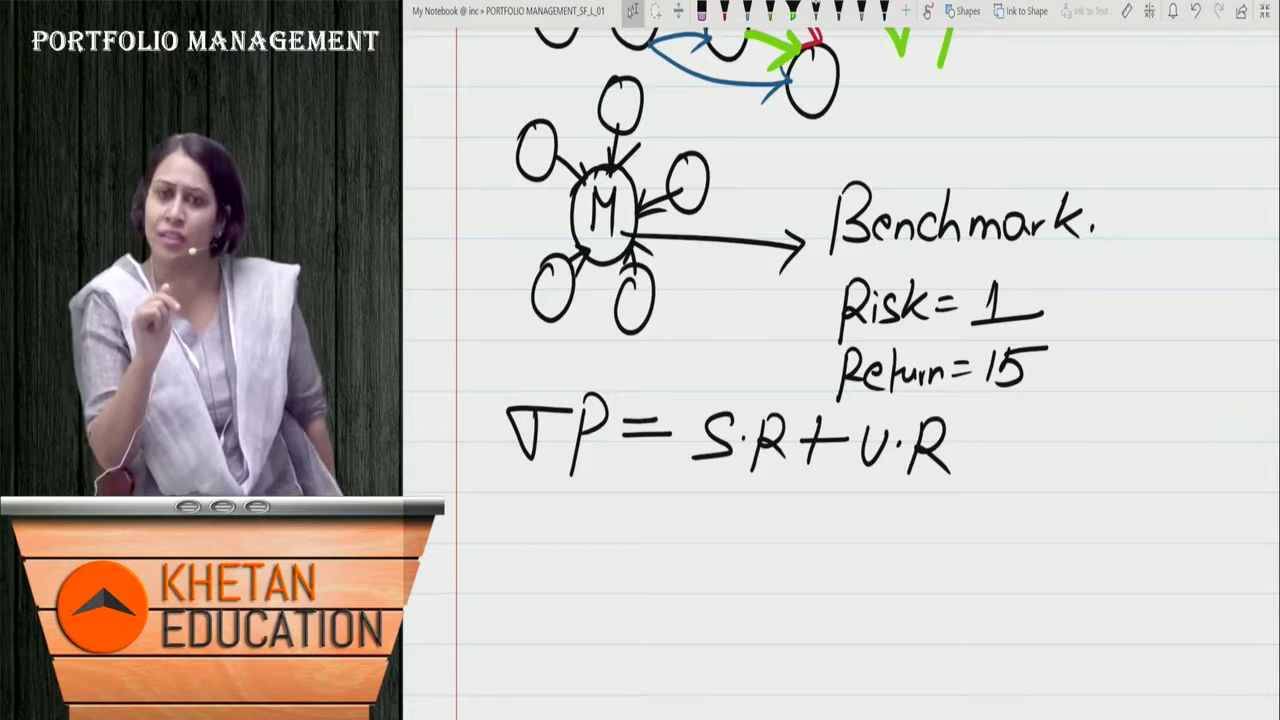 PORTFOLIO MANAGEMENT
My Notebook @ inc » PORTFOLIO MANAGEMENT_SF_L_01
Shapes
Ink to Shape
Ink to Text
M
Benchmark.
Risk = 1
Return = 15
σP = S.R + U.R
KHETAN
EDUCATION